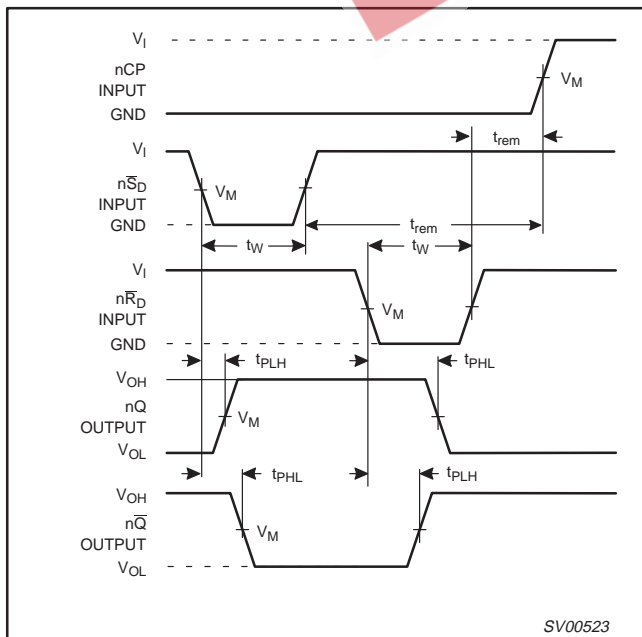 V_I
nCP
INPUT
GND
V_M
t_rem
V_I
nS̅_D
INPUT
GND
V_M
t_W
t_rem
t_W
V_I
nR̅_D
INPUT
GND
V_M
t_PLH
t_PHL
V_OH
nQ
OUTPUT
V_OL
V_M
t_PHL
t_PLH
V_OH
nQ̅
OUTPUT
V_OL
V_M
SV00523